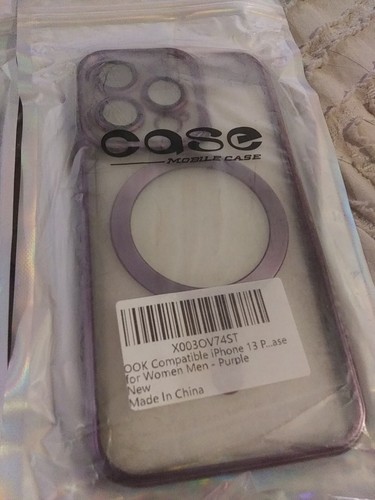 case
MOBILE CASE
X003OV74ST
OOK Compatible iPhone 13 P...ase
for Women Men - Purple
New
Made In China